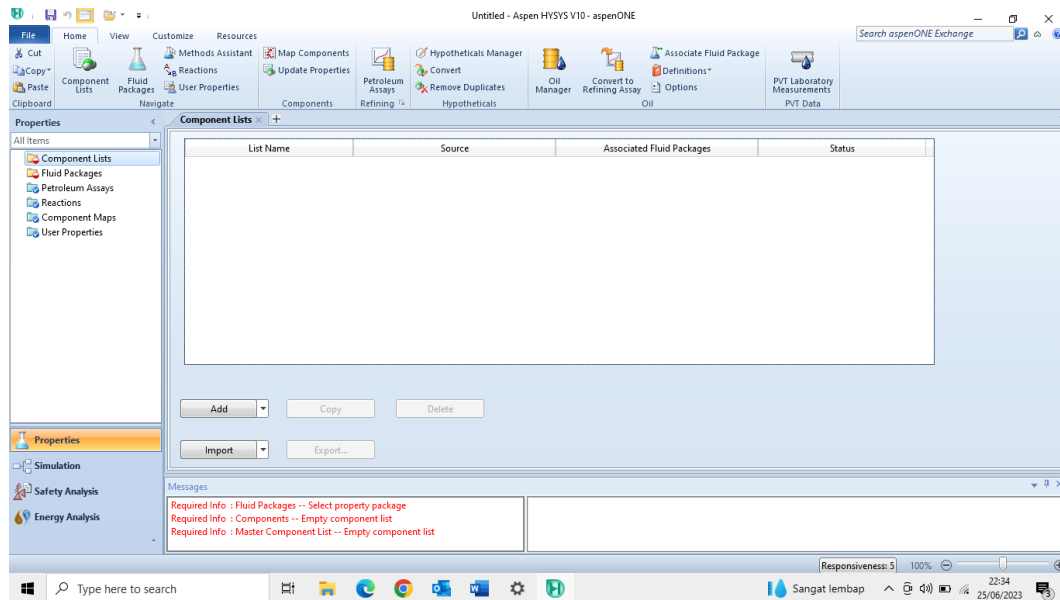 Untitled - Aspen HYSYS V10 - aspenONE
File Home View Customize Resources Search aspenONE Exchange
Cut Methods Assistant Map Components Hypotheticals Manager Associate Fluid Package
Copy Reactions Update Properties Convert Definitions
Paste User Properties Remove Duplicates Options
Component Lists
Fluid Packages
Petroleum Assays
Oil Manager
Convert to Refining Assay
PVT Laboratory Measurements
Clipboard Navigate Components Refining Hypotheticals Oil PVT Data
Properties
All Items
Component Lists
Fluid Packages
Petroleum Assays
Reactions
Component Maps
User Properties
Properties
Simulation
Safety Analysis
Energy Analysis
Component Lists
List Name Source Associated Fluid Packages Status
Add Copy Delete
Import Export...
Messages
Required Info : Fluid Packages -- Select property package
Required Info : Components -- Empty component list
Required Info : Master Component List -- Empty component list
Responsiveness: 5 100%
Type here to search
Sangat lembap
22:34
25/06/2023
3